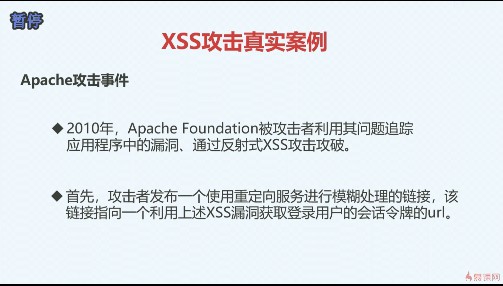 暂停
XSS攻击真实案例
Apache攻击事件
◆ 2010年，Apache Foundation被攻击者利用其问题追踪
应用程序中的漏洞、通过反射式XSS攻击攻破。
◆ 首先，攻击者发布一个使用重定向服务进行模糊处理的链接，该
链接指向一个利用上述XSS漏洞获取登录用户的会话令牌的url。